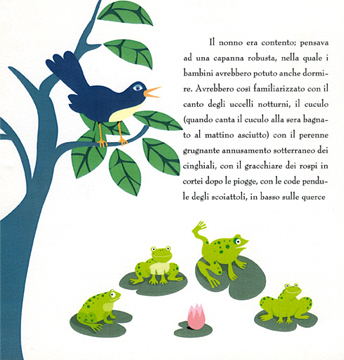 Il nonno era contento: pensava
ad una capanna robusta, nella quale i
bambini avrebbero potuto anche dormi-
re. Avrebbero così familiarizzato con il
canto degli uccelli notturni, il cuculo
(quando canta il cuculo alla sera bagna-
to al mattino asciutto) con il perenne
grugnante annusamento sotterraneo dei
cinghiali, con il gracchiare dei rospi in
cortei dopo le piogge, con le code pendu-
le degli scoiattoli, in basso sulle querce